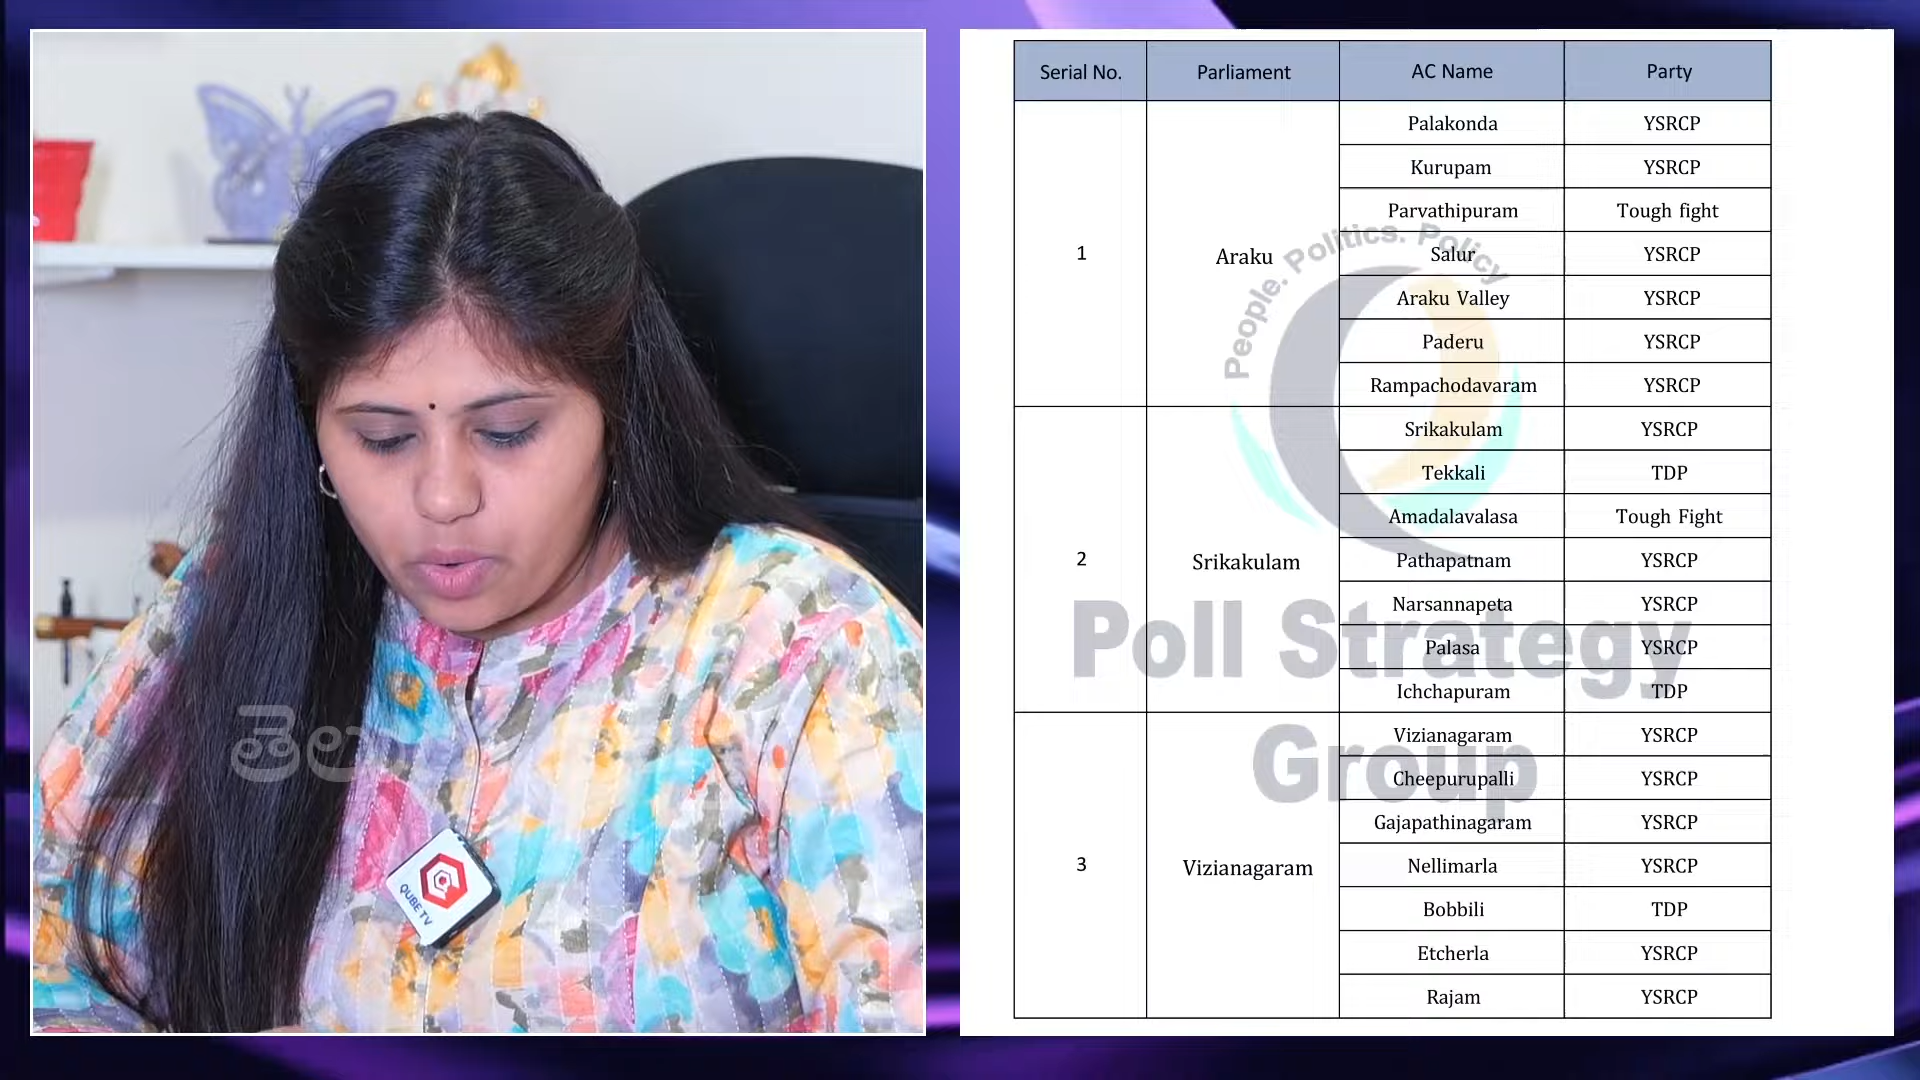 Serial No. Parliament AC Name Party
1 Araku Palakonda YSRCP
Kurupam YSRCP
Parvathipuram Tough fight
Salur YSRCP
Araku Valley YSRCP
Paderu YSRCP
Rampachodavaram YSRCP
2 Srikakulam Srikakulam YSRCP
Tekkali TDP
Amadalavalasa Tough Fight
Pathapatnam YSRCP
Narsannapeta YSRCP
Palasa YSRCP
Ichchapuram TDP
3 Vizianagaram Vizianagaram YSRCP
Cheepurupalli YSRCP
Gajapathinagaram YSRCP
Nellimarla YSRCP
Bobbili TDP
Etcherla YSRCP
Rajam YSRCP
People. Politics. Policy
Poll Strategy
Group
QUBE TV